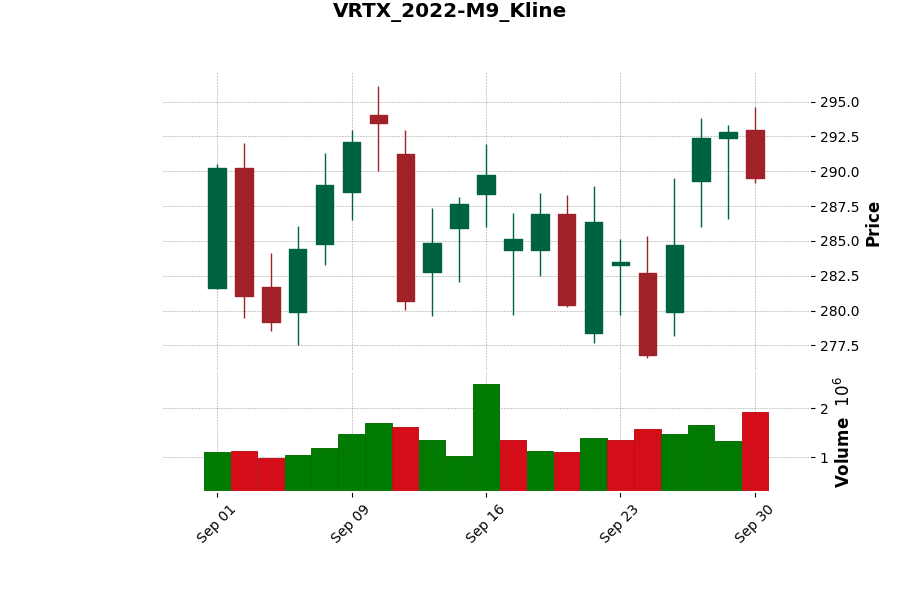 VRTX_2022-M9_Kline
295.0
292.5
290.0
287.5
285.0
282.5
280.0
277.5
Price
2
1
Volume 10^6
Sep 01
Sep 09
Sep 16
Sep 23
Sep 30